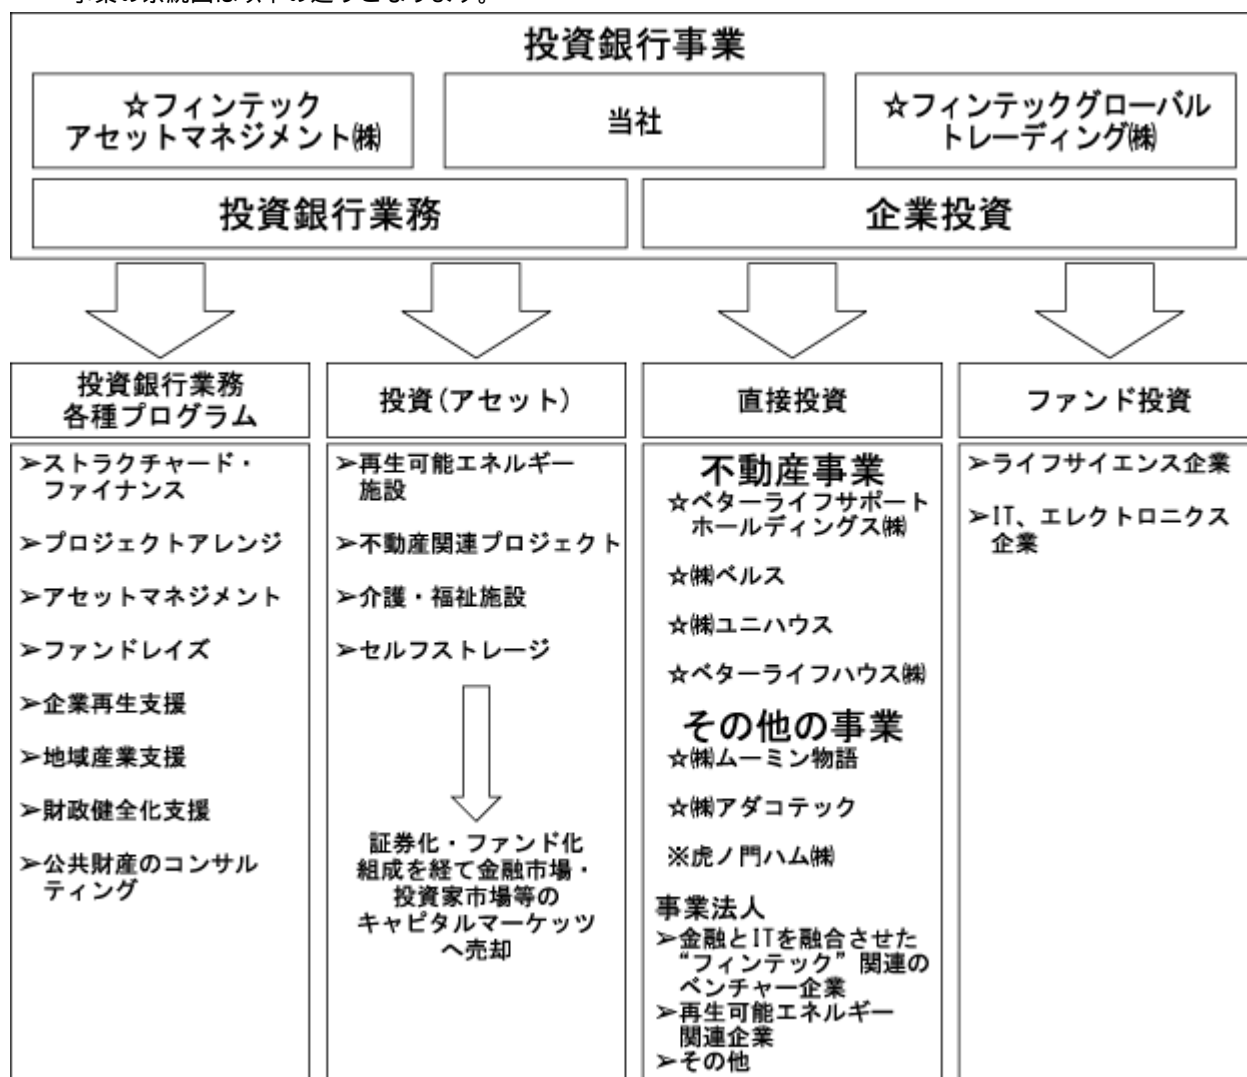 事業の系統図は以下の通りとなります。
投資銀行事業
☆フィンテック
アセットマネジメント㈱
当社
☆フィンテックグローバル
トレーディング㈱
投資銀行業務
企業投資
投資銀行業務
各種プログラム
➢ストラクチャード・
ファイナンス
➢プロジェクトアレンジ
➢アセットマネジメント
➢ファンドレイズ
➢企業再生支援
➢地域産業支援
➢財政健全化支援
➢公共財産のコンサル
ティング
投資(アセット)
➢再生可能エネルギー
施設
➢不動産関連プロジェクト
➢介護・福祉施設
➢セルフストレージ
証券化・ファンド化
組成を経て金融市場・
投資家市場等の
キャピタルマーケッツ
へ売却
直接投資
不動産事業
☆ベターライフサポート
ホールディングス㈱
☆㈱ベルス
☆㈱ユニハウス
☆ベターライフハウス㈱
その他の事業
☆㈱ムーミン物語
☆㈱アダコテック
※虎ノ門ハム㈱
事業法人
➢金融とITを融合させた
“フィンテック”関連の
ベンチャー企業
➢再生可能エネルギー
関連企業
➢その他
ファンド投資
➢ライフサイエンス企業
➢IT、エレクトロニクス
企業